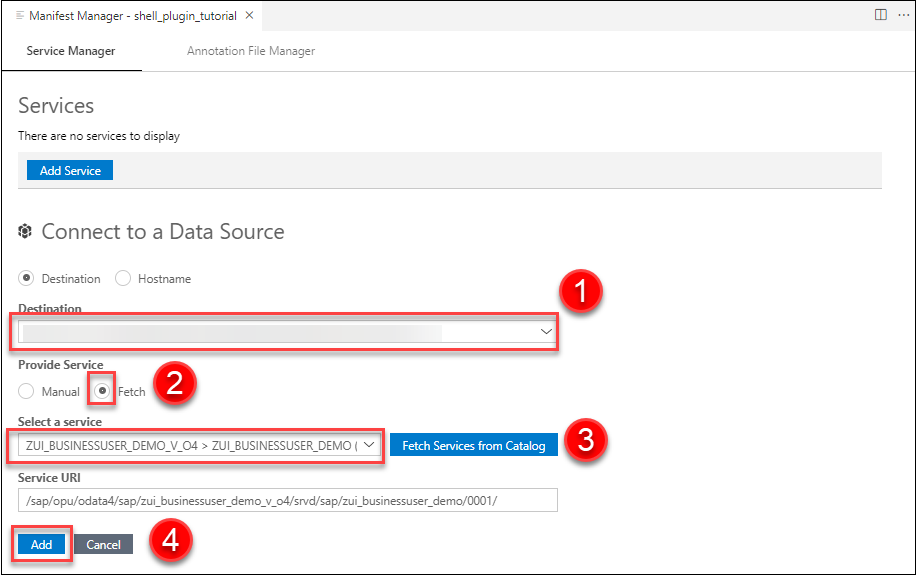 Manifest Manager - shell_plugin_tutorial
Service Manager Annotation File Manager
Services
There are no services to display
Add Service
Connect to a Data Source
Destination Hostname
1
Destination
Provide Service
Manual Fetch 2
Select a service
ZUI_BUSINESSUSER_DEMO_V_O4 > ZUI_BUSINESSUSER_DEMO ( Fetch Services from Catalog 3
Service URI
/sap/opu/odata4/sap/zui_businessuser_demo_v_o4/srvd/sap/zui_businessuser_demo/0001/
Add Cancel 4